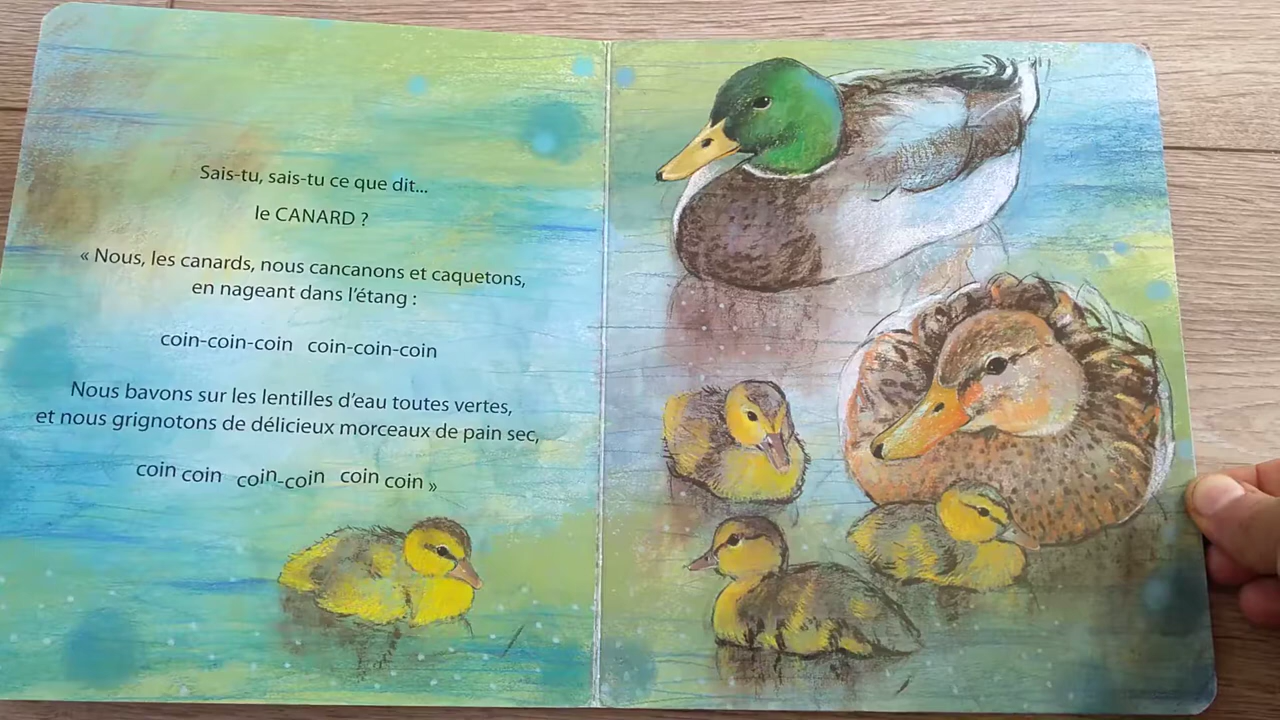 Sais-tu, sais-tu ce que dit...
le CANARD ?
« Nous, les canards, nous cancanons et caquetons,
en nageant dans l'étang :
coin-coin-coin coin-coin-coin
Nous bavons sur les lentilles d'eau toutes vertes,
et nous grignotons de délicieux morceaux de pain sec,
coin coin coin-coin coin coin »